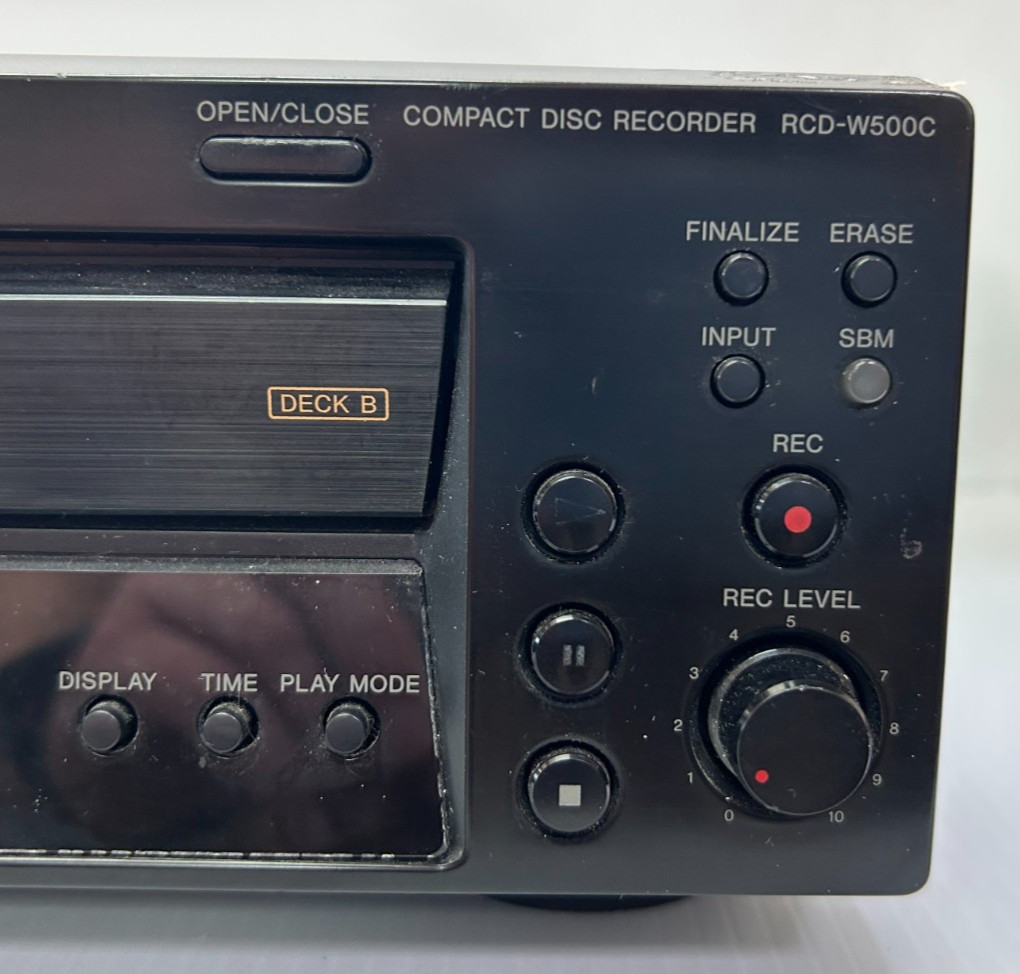 OPEN/CLOSE COMPACT DISC RECORDER RCD-W500C
FINALIZE ERASE
INPUT SBM
DECK B
REC
REC LEVEL
5
4 6
3 7
2 8
1 9
0 10
DISPLAY TIME PLAY MODE